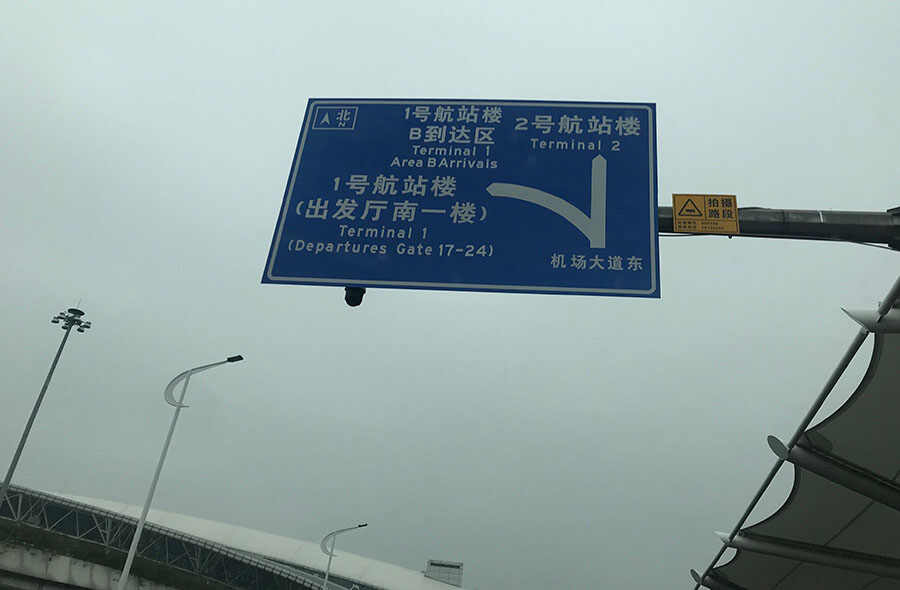 北
N
1号航站楼
B到达区
Terminal 1
Area B Arrivals
2号航站楼
Terminal 2
1号航站楼
(出发厅南一楼)
Terminal 1
(Departures Gate 17-24)
机场大道东
拍摄
路段